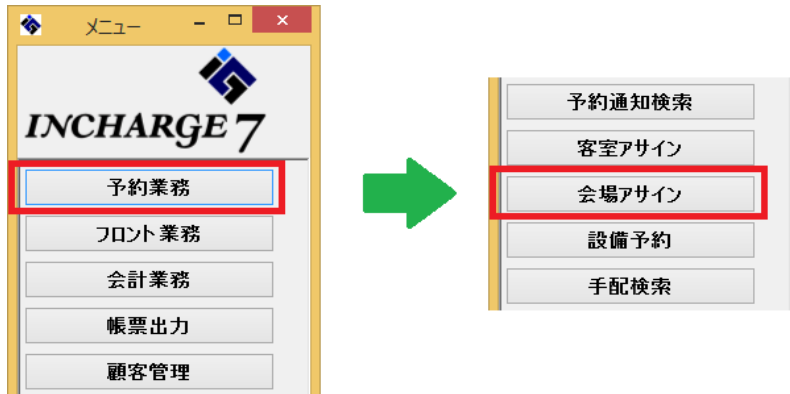 メニュー
INCHARGE 7
予約業務
フロント業務
会計業務
帳票出力
顧客管理
予約通知検索
客室アサイン
会場アサイン
設備予約
手配検索